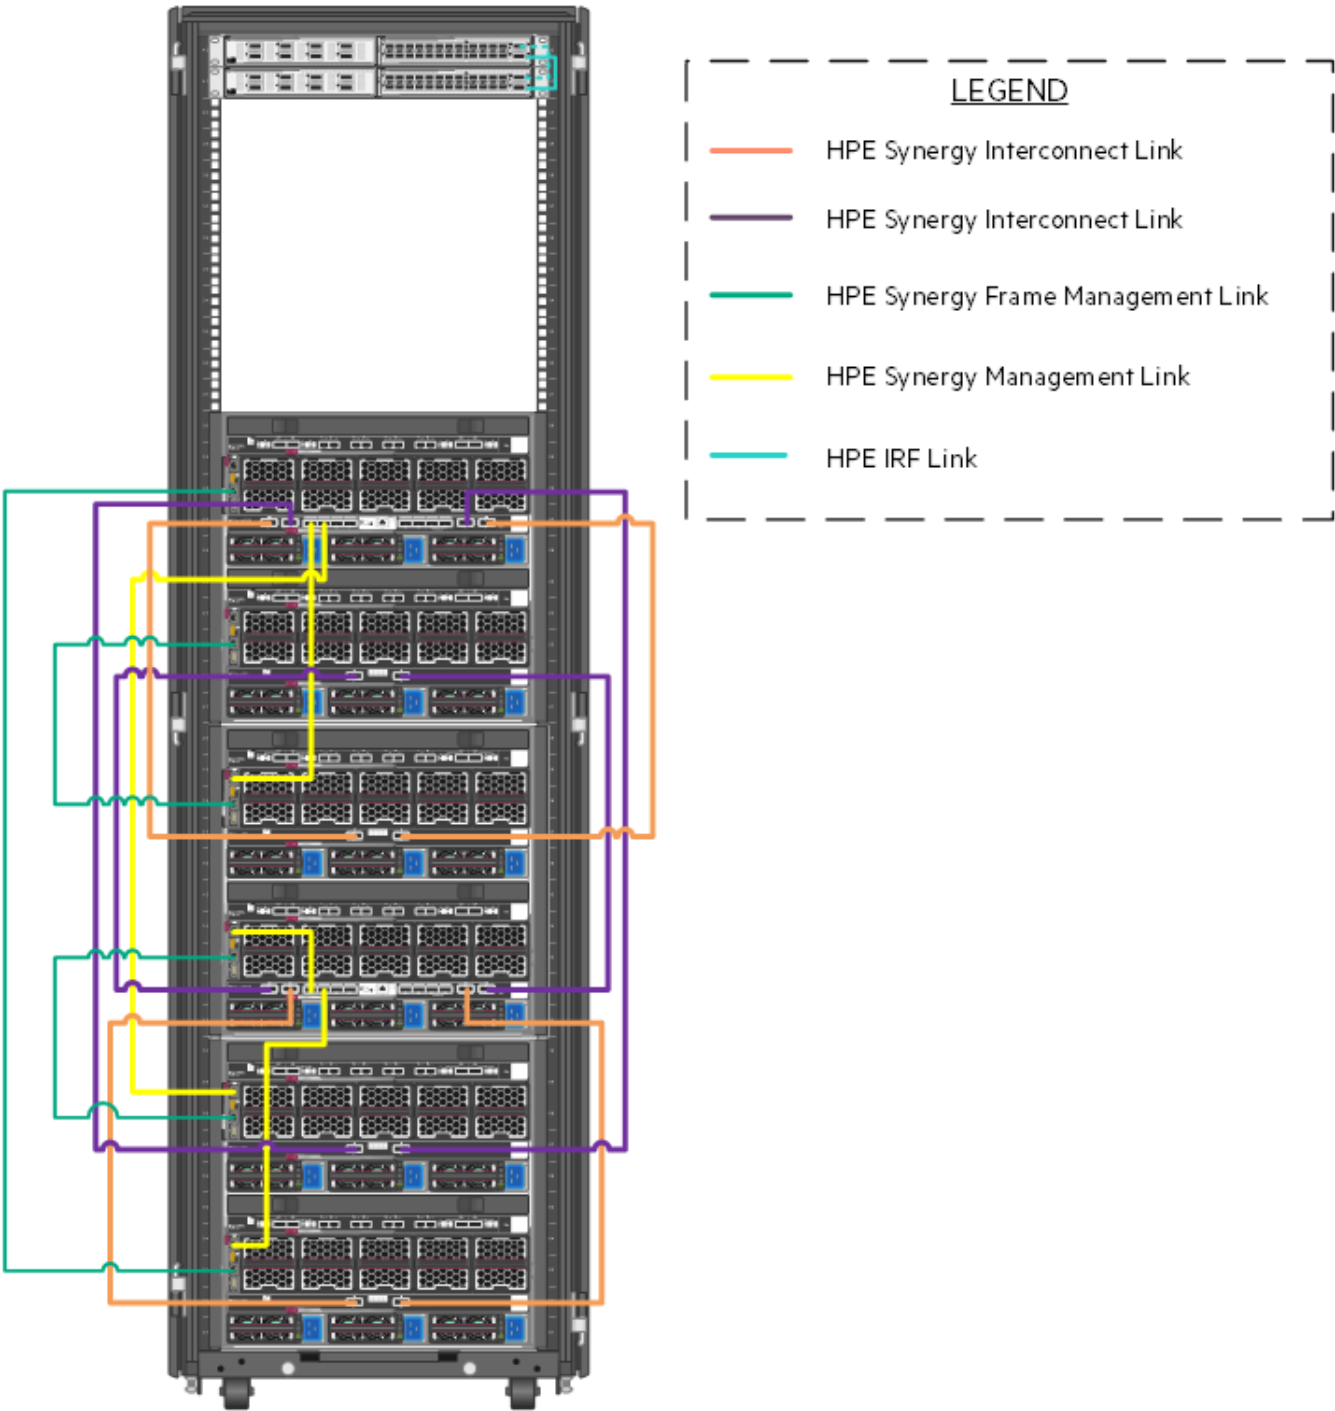 LEGEND
HPE Synergy Interconnect Link
HPE Synergy Interconnect Link
HPE Synergy Frame Management Link
HPE Synergy Management Link
HPE IRF Link